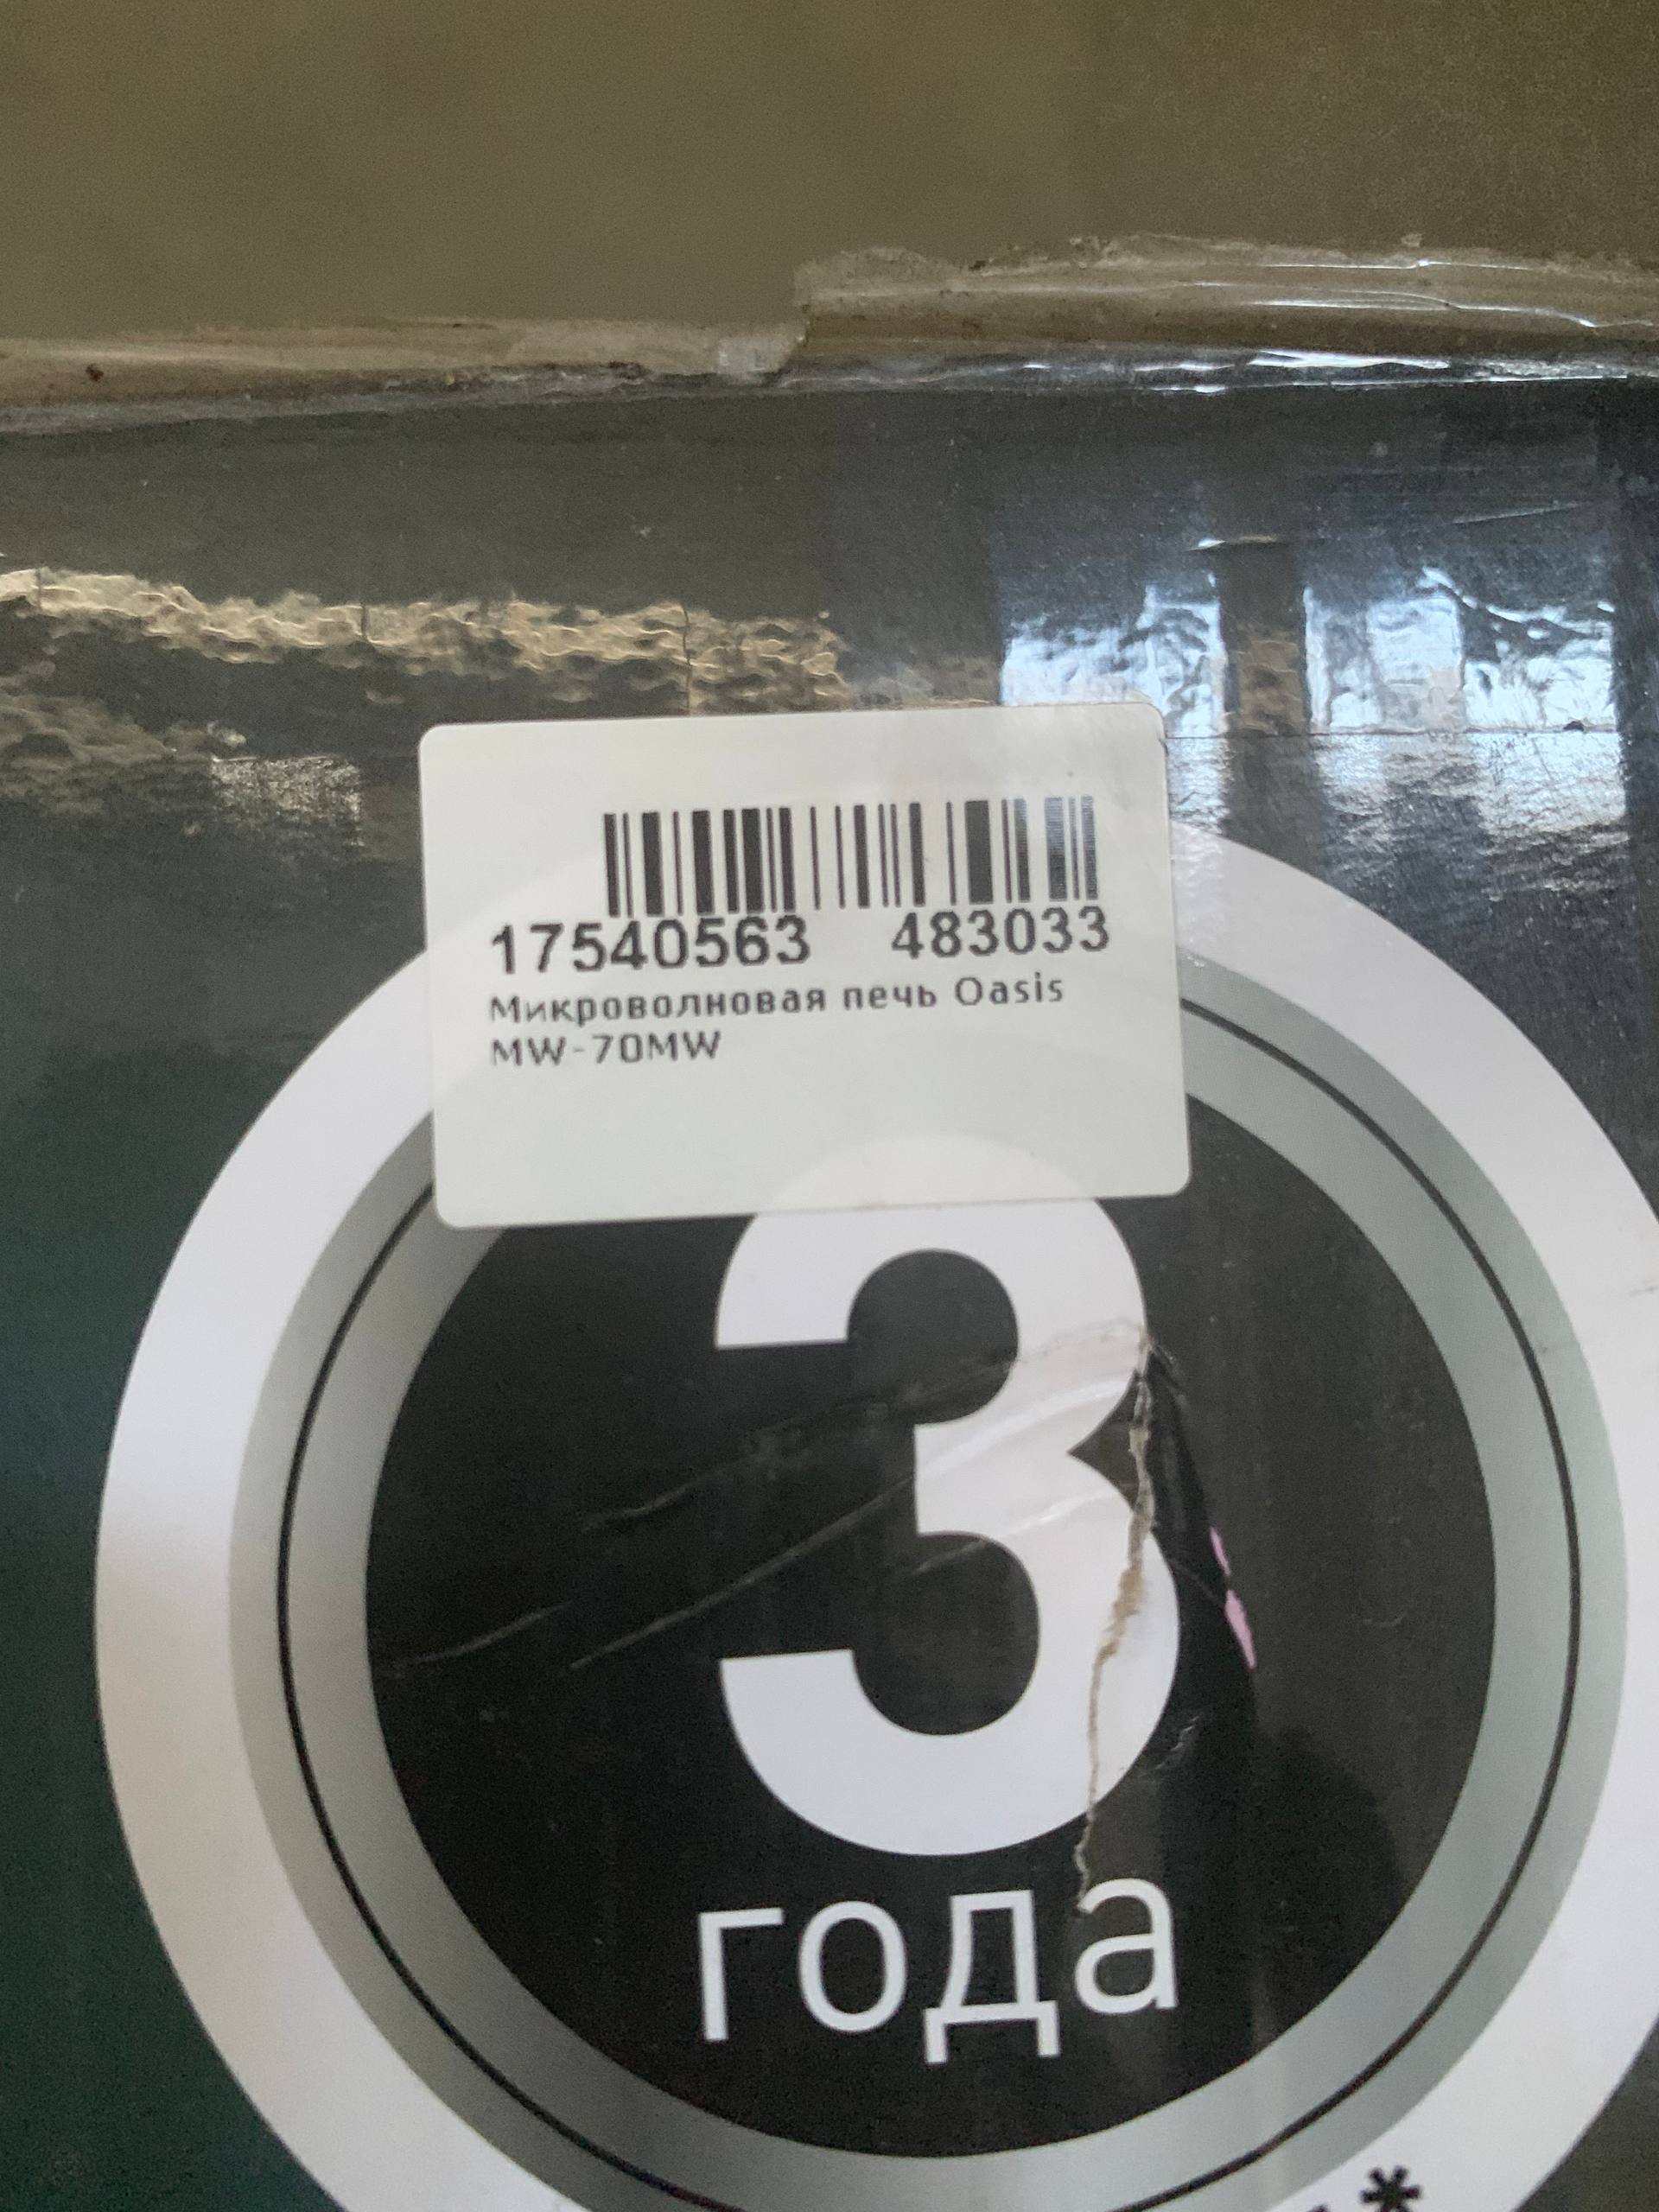 17540563 483033
Микроволновая печь Oasis
MW-70MW
3
года
*